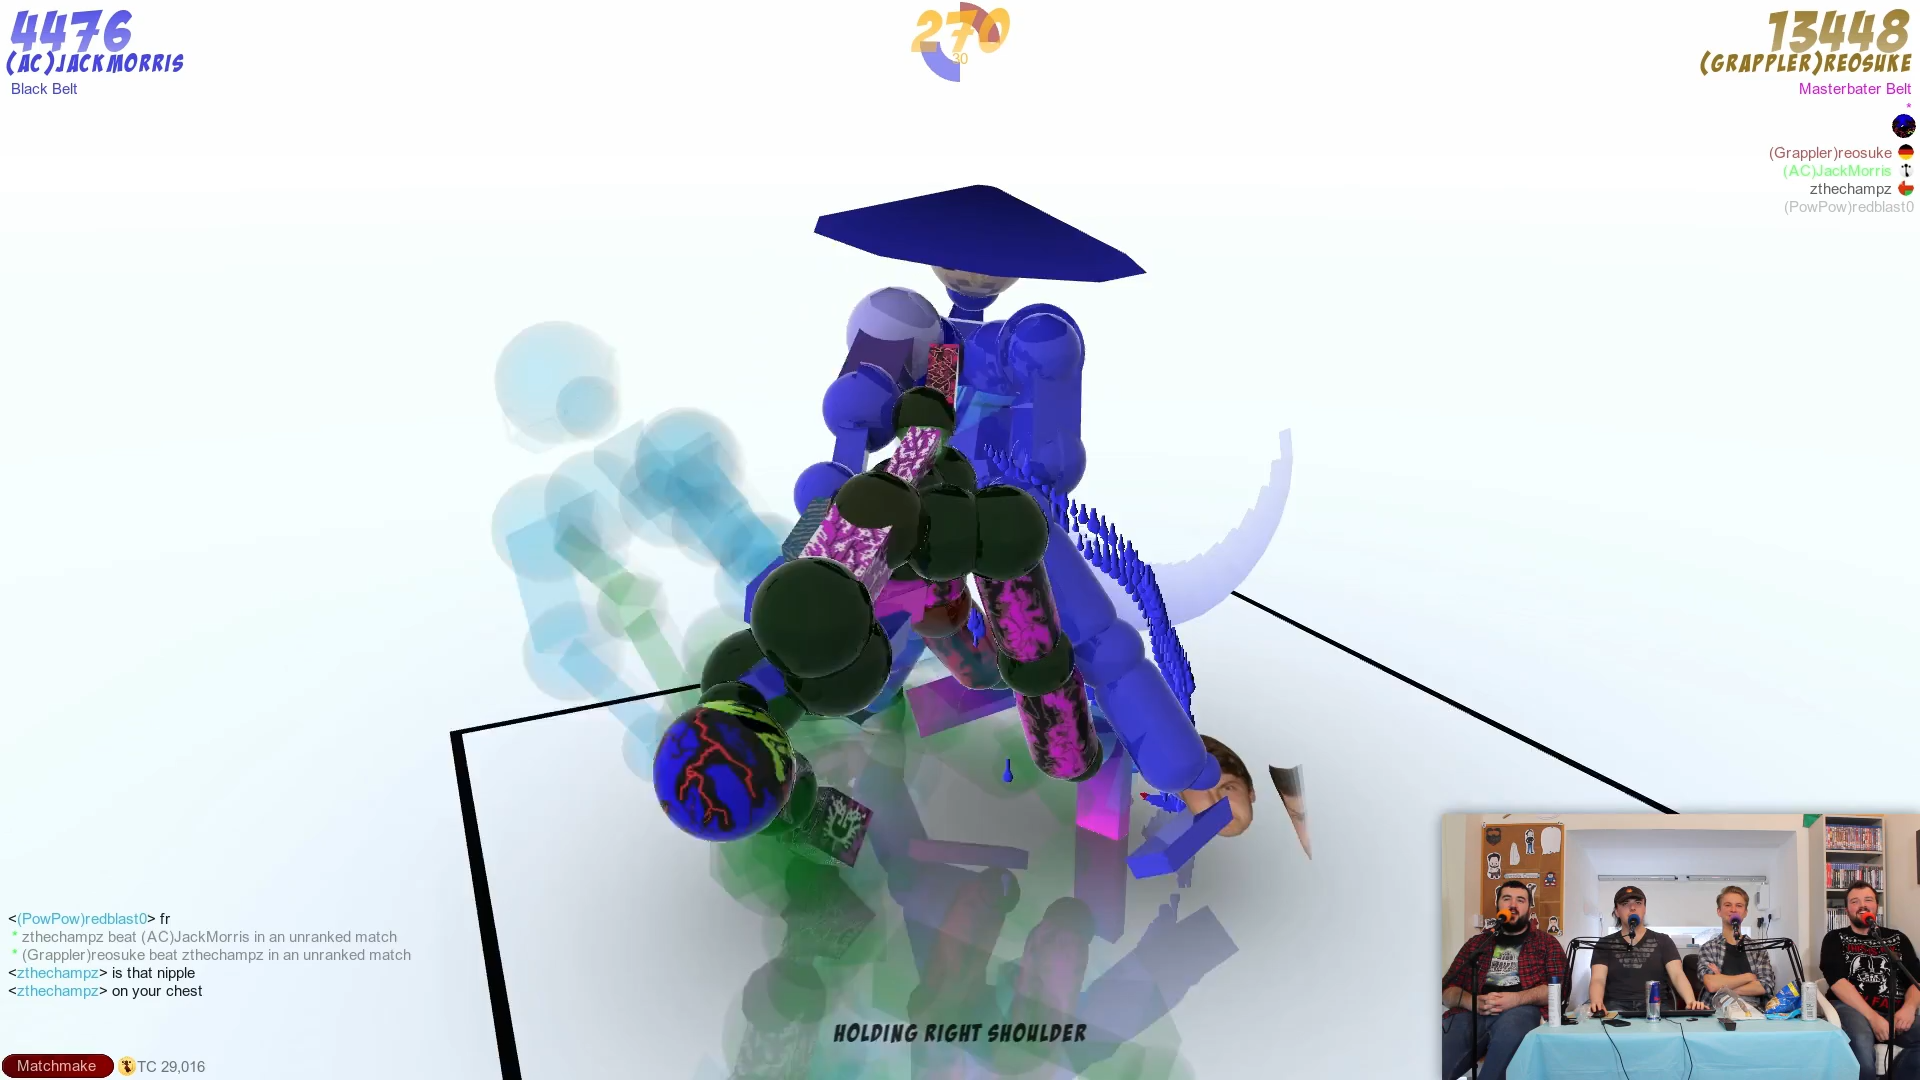 4476
(AC)JACKMORRIS
Black Belt
270
30
13448
(GRAPPLER)REOSUKE
Masterbater Belt
*
(Grappler)reosuke
(AC)JackMorris
zthechampz
(PowPow)redblast0
<(PowPow)redblast0> fr
* zthechampz beat (AC)JackMorris in an unranked match
* (Grappler)reosuke beat zthechampz in an unranked match
<zthechampz> is that nipple
<zthechampz> on your chest
HOLDING RIGHT SHOULDER
Matchmake
TC 29,016